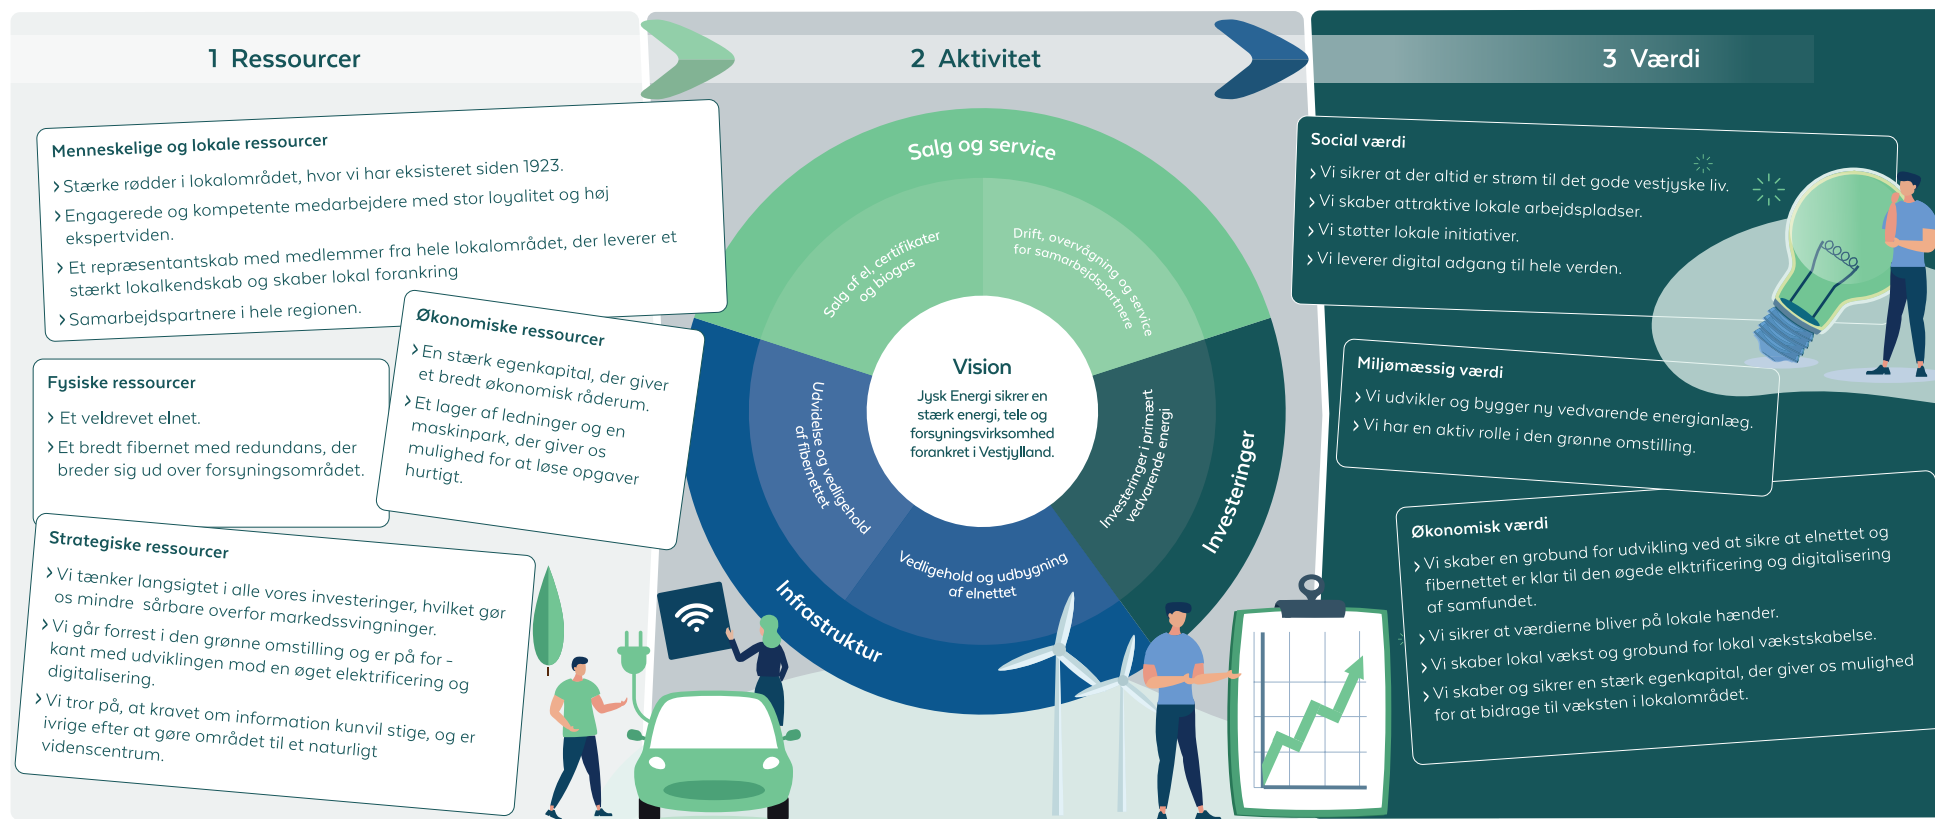 1 Ressourcer
Menneskelige og lokale ressourcer
› Stærke rødder i lokalområdet, hvor vi har eksisteret siden 1923.
› Engagerede og kompetente medarbejdere med stor loyalitet og høj
ekspertviden.
› Et repræsentantskab med medlemmer fra hele lokalområdet, der leverer et
stærkt lokalkendskab og skaber lokal forankring
› Samarbejdspartnere i hele regionen.
Økonomiske ressourcer
› En stærk egenkapital, der giver
et bredt økonomisk råderum.
› Et lager af ledninger og en
maskinpark, der giver os
mulighed for at løse opgaver
hurtigt.
Fysiske ressourcer
› Et veldrevet elnet.
› Et bredt fibernet med redundans, der
breder sig ud over forsyningsområdet.
Strategiske ressourcer
› Vi tænker langsigtet i alle vores investeringer, hvilket gør
os mindre sårbare overfor markedssvingninger.
› Vi går forrest i den grønne omstilling og er på for -
kant med udviklingen mod en øget elektrificering og
digitalisering.
› Vi tror på, at kravet om information kunvil stige, og er
ivrige efter at gøre området til et naturligt
videnscentrum.
2 Aktivitet
Salg og service
Salg af el, certifikater
og biogas
Drift, overvågning og service
for samarbejdspartnere
Vision
Jysk Energi sikrer en
stærk energi, tele og
forsyningsvirksomhed
forankret i Vestjylland.
Udvidelse og vedligehold
af fibernettet
Investeringer i primært
vedvarende energi
Investeringer
Vedligehold og udbygning
af elnettet
Infrastruktur
3 Værdi
Social værdi
› Vi sikrer at der altid er strøm til det gode vestjyske liv.
› Vi skaber attraktive lokale arbejdspladser.
› Vi støtter lokale initiativer.
› Vi leverer digital adgang til hele verden.
Miljømæssig værdi
› Vi udvikler og bygger ny vedvarende energianlæg.
› Vi har en aktiv rolle i den grønne omstilling.
Økonomisk værdi
› Vi skaber en grobund for udvikling ved at sikre at elnettet og
fibernettet er klar til den øgede elktrificering og digitalisering
af samfundet.
› Vi sikrer at værdierne bliver på lokale hænder.
› Vi skaber lokal vækst og grobund for lokal vækstskabelse.
› Vi skaber og sikrer en stærk egenkapital, der giver os mulighed
for at bidrage til væksten i lokalområdet.